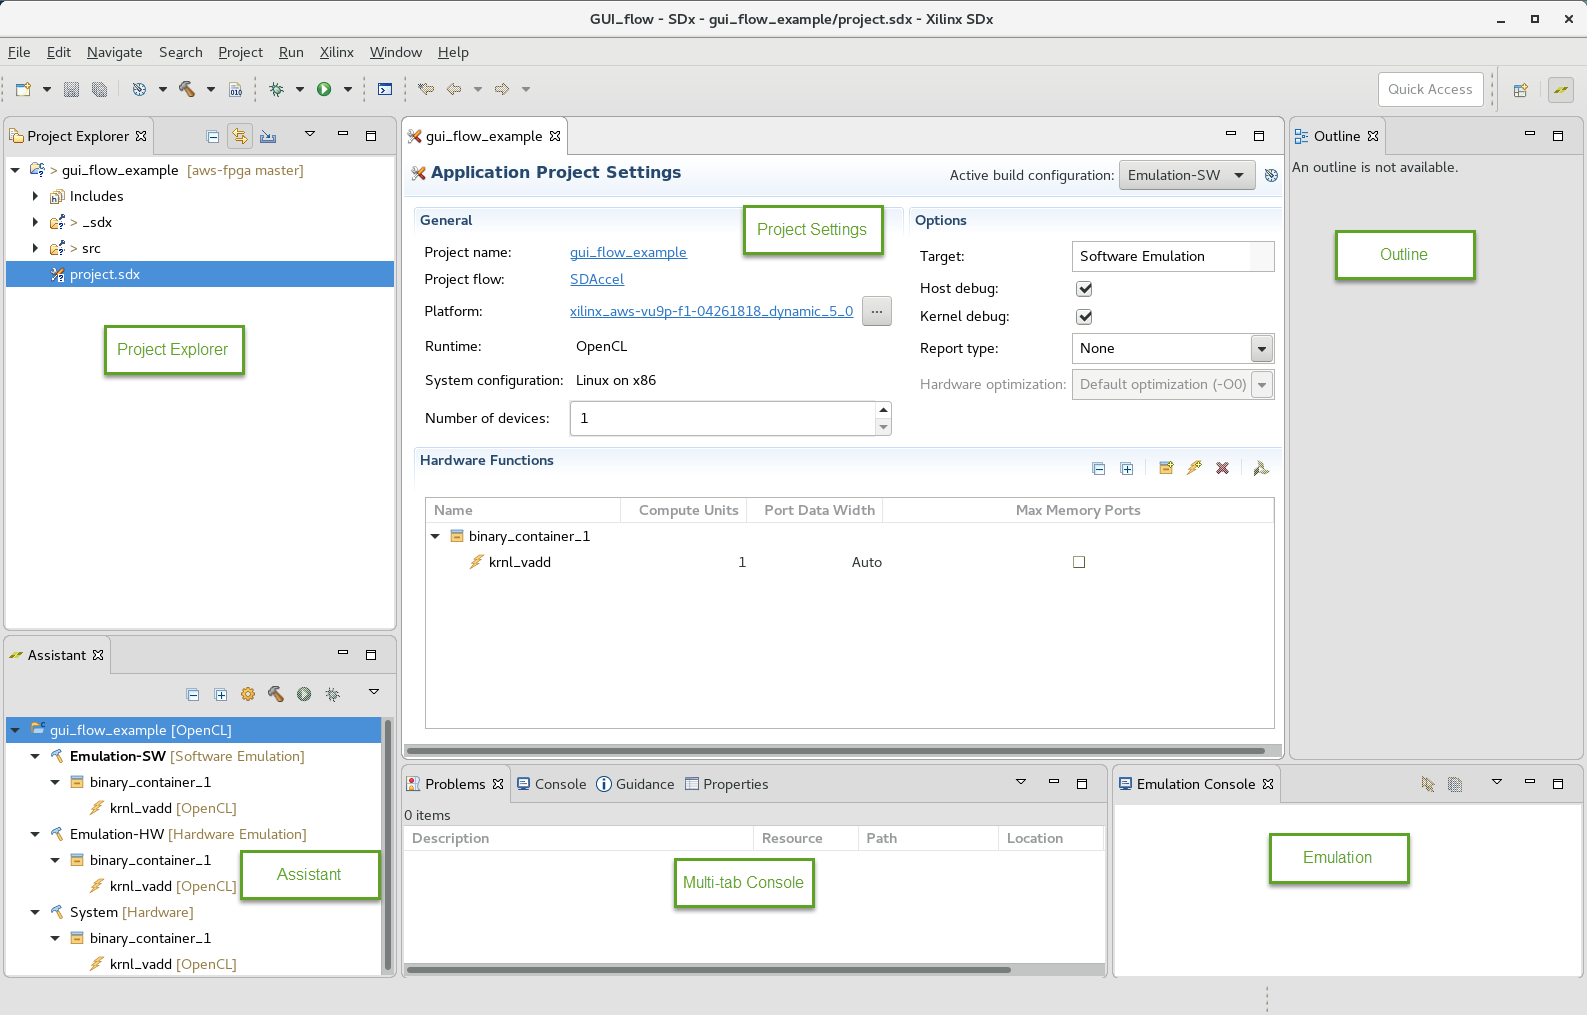 GUI_flow - SDx - gui_flow_example/project.sdx - Xilinx SDx
File Edit Navigate Search Project Run Xilinx Window Help
010
Quick Access
Project Explorer
> gui_flow_example [aws-fpga master]
Includes
> _sdx
> src
project.sdx
Project Explorer
gui_flow_example
Application Project Settings
Active build configuration: Emulation-SW
General
Project Settings
Project name: gui_flow_example
Project flow: SDAccel
Platform: xilinx_aws-vu9p-f1-04261818_dynamic_5_0 ...
Runtime: OpenCL
System configuration: Linux on x86
Number of devices: 1
Options
Target: Software Emulation
Host debug:
Kernel debug:
Report type: None
Hardware optimization: Default optimization (-O0)
Hardware Functions
Name Compute Units Port Data Width Max Memory Ports
binary_container_1
krnl_vadd 1 Auto
Outline
An outline is not available.
Outline
Assistant
gui_flow_example [OpenCL]
Emulation-SW [Software Emulation]
binary_container_1
krnl_vadd [OpenCL]
Emulation-HW [Hardware Emulation]
binary_container_1
krnl_vadd [OpenCL]
System [Hardware]
binary_container_1
krnl_vadd [OpenCL]
Assistant
Problems Console Guidance Properties
0 items
Description Resource Path Location
Multi-tab Console
Emulation Console
Emulation